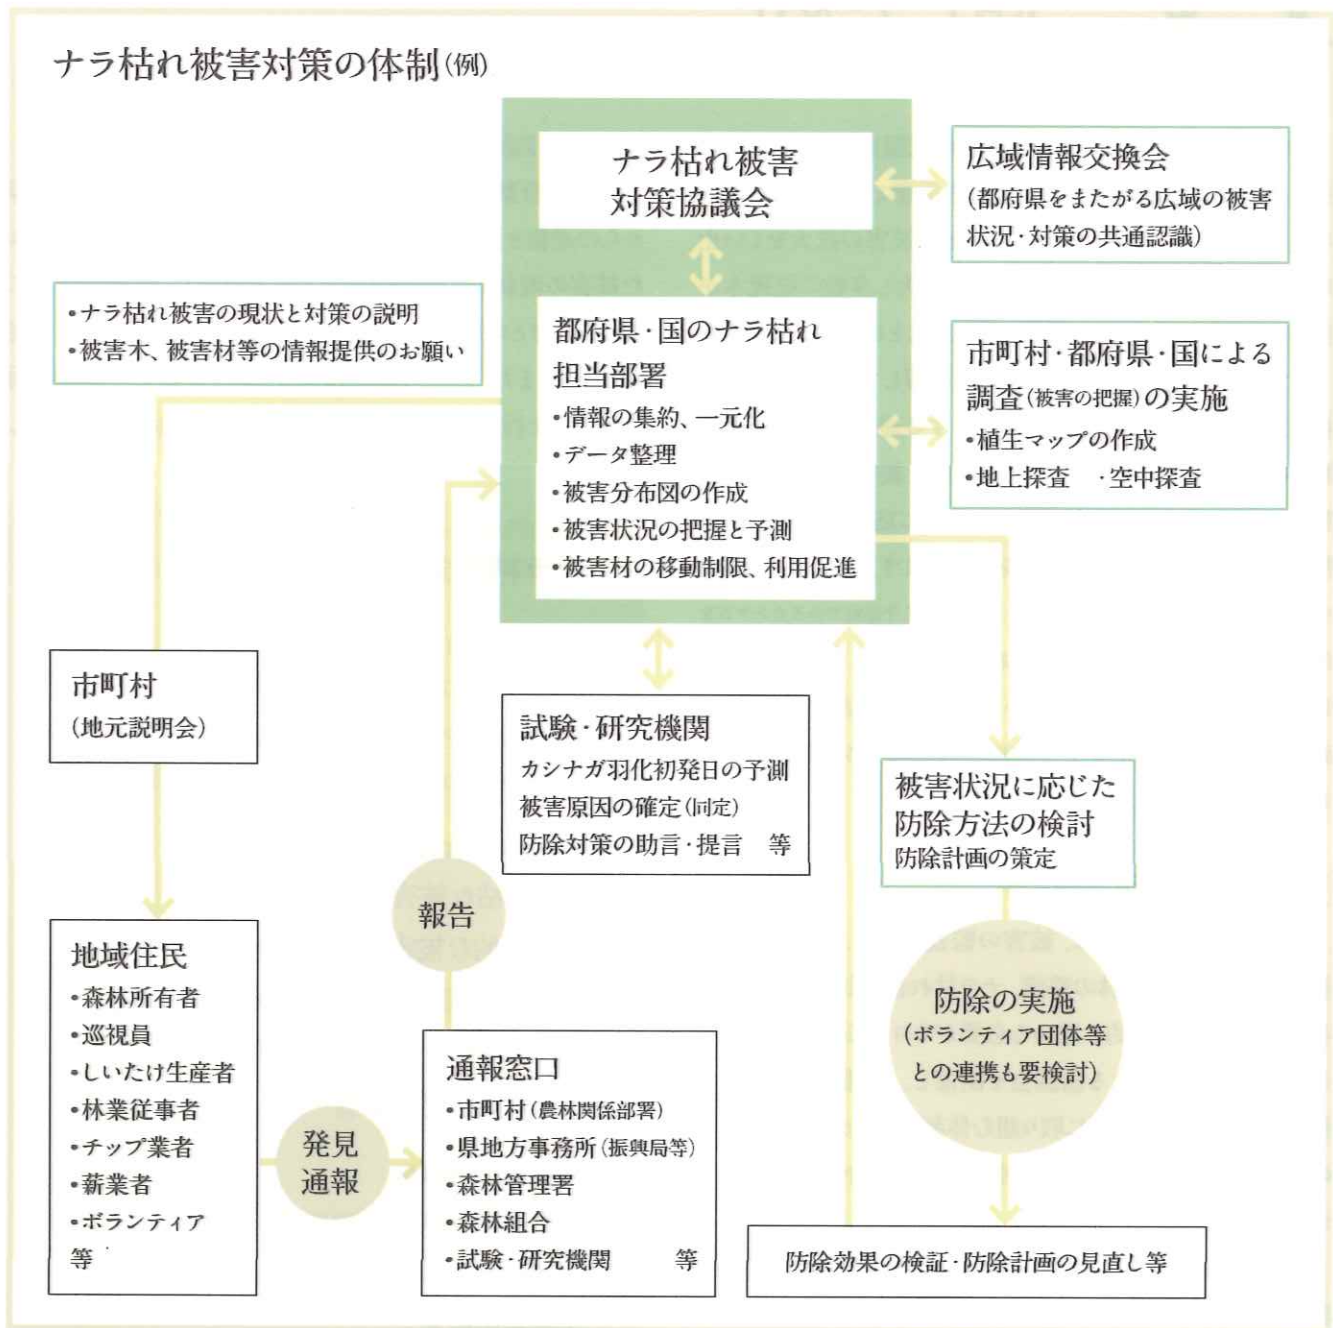 ナラ枯れ被害対策の体制(例)
ナラ枯れ被害
対策協議会
広域情報交換会
(都府県をまたがる広域の被害
状況・対策の共通認識)
・ナラ枯れ被害の現状と対策の説明
・被害木、被害材等の情報提供のお願い
都府県・国のナラ枯れ
担当部署
・情報の集約、一元化
・データ整理
・被害分布図の作成
・被害状況の把握と予測
・被害材の移動制限、利用促進
市町村・都府県・国による
調査(被害の把握)の実施
・植生マップの作成
・地上探査 ・空中探査
市町村
(地元説明会)
試験・研究機関
カシナガ羽化初発日の予測
被害原因の確定(同定)
防除対策の助言・提言 等
被害状況に応じた
防除方法の検討
防除計画の策定
報告
地域住民
・森林所有者
・巡視員
・しいたけ生産者
・林業従事者
・チップ業者
・薪業者
・ボランティア
等
発見
通報
通報窓口
・市町村(農林関係部署)
・県地方事務所(振興局等)
・森林管理署
・森林組合
・試験・研究機関 等
防除の実施
(ボランティア団体等
との連携も要検討)
防除効果の検証・防除計画の見直し等